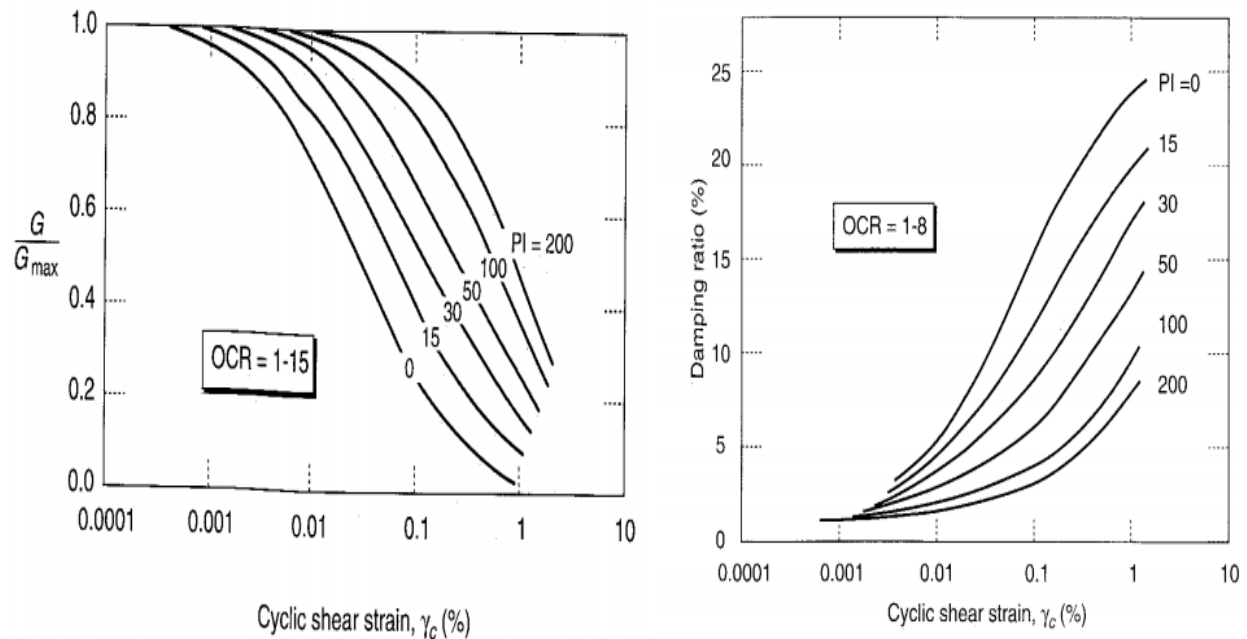 1.0
0.8
0.6
G
Gmax
0.4
0.2
0.0
PI = 200
100
50
30
15
0
OCR = 1-15
0.0001 0.001 0.01 0.1 1 10
Cyclic shear strain, γc (%)
25
20
15
10
5
0
Damping ratio (%)
OCR = 1-8
PI =0
15
30
50
100
200
0.0001 0.001 0.01 0.1 1 10
Cyclic shear strain, γc (%)